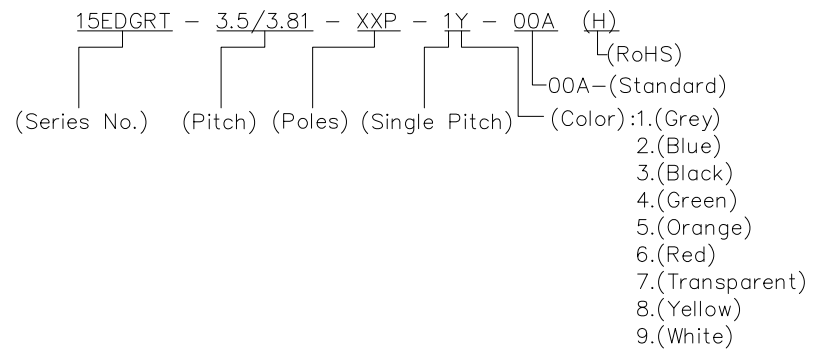 15EDGRT - 3.5/3.81 - XXP - 1Y - 00A (H)
(RoHS)
00A-(Standard)
(Series No.) (Pitch) (Poles) (Single Pitch) (Color):1.(Grey)
2.(Blue)
3.(Black)
4.(Green)
5.(Orange)
6.(Red)
7.(Transparent)
8.(Yellow)
9.(White)